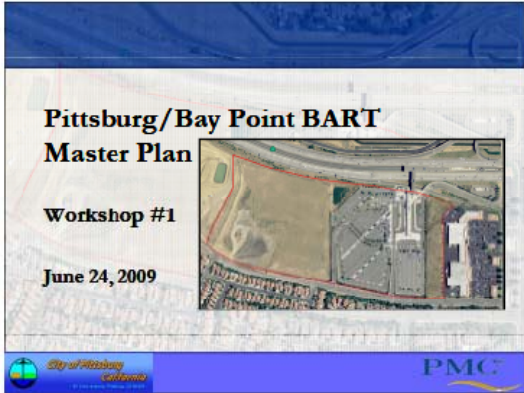 Pittsburg/Bay Point BART
Master Plan
Workshop #1
June 24, 2009
City of Pittsburg
California
PMC